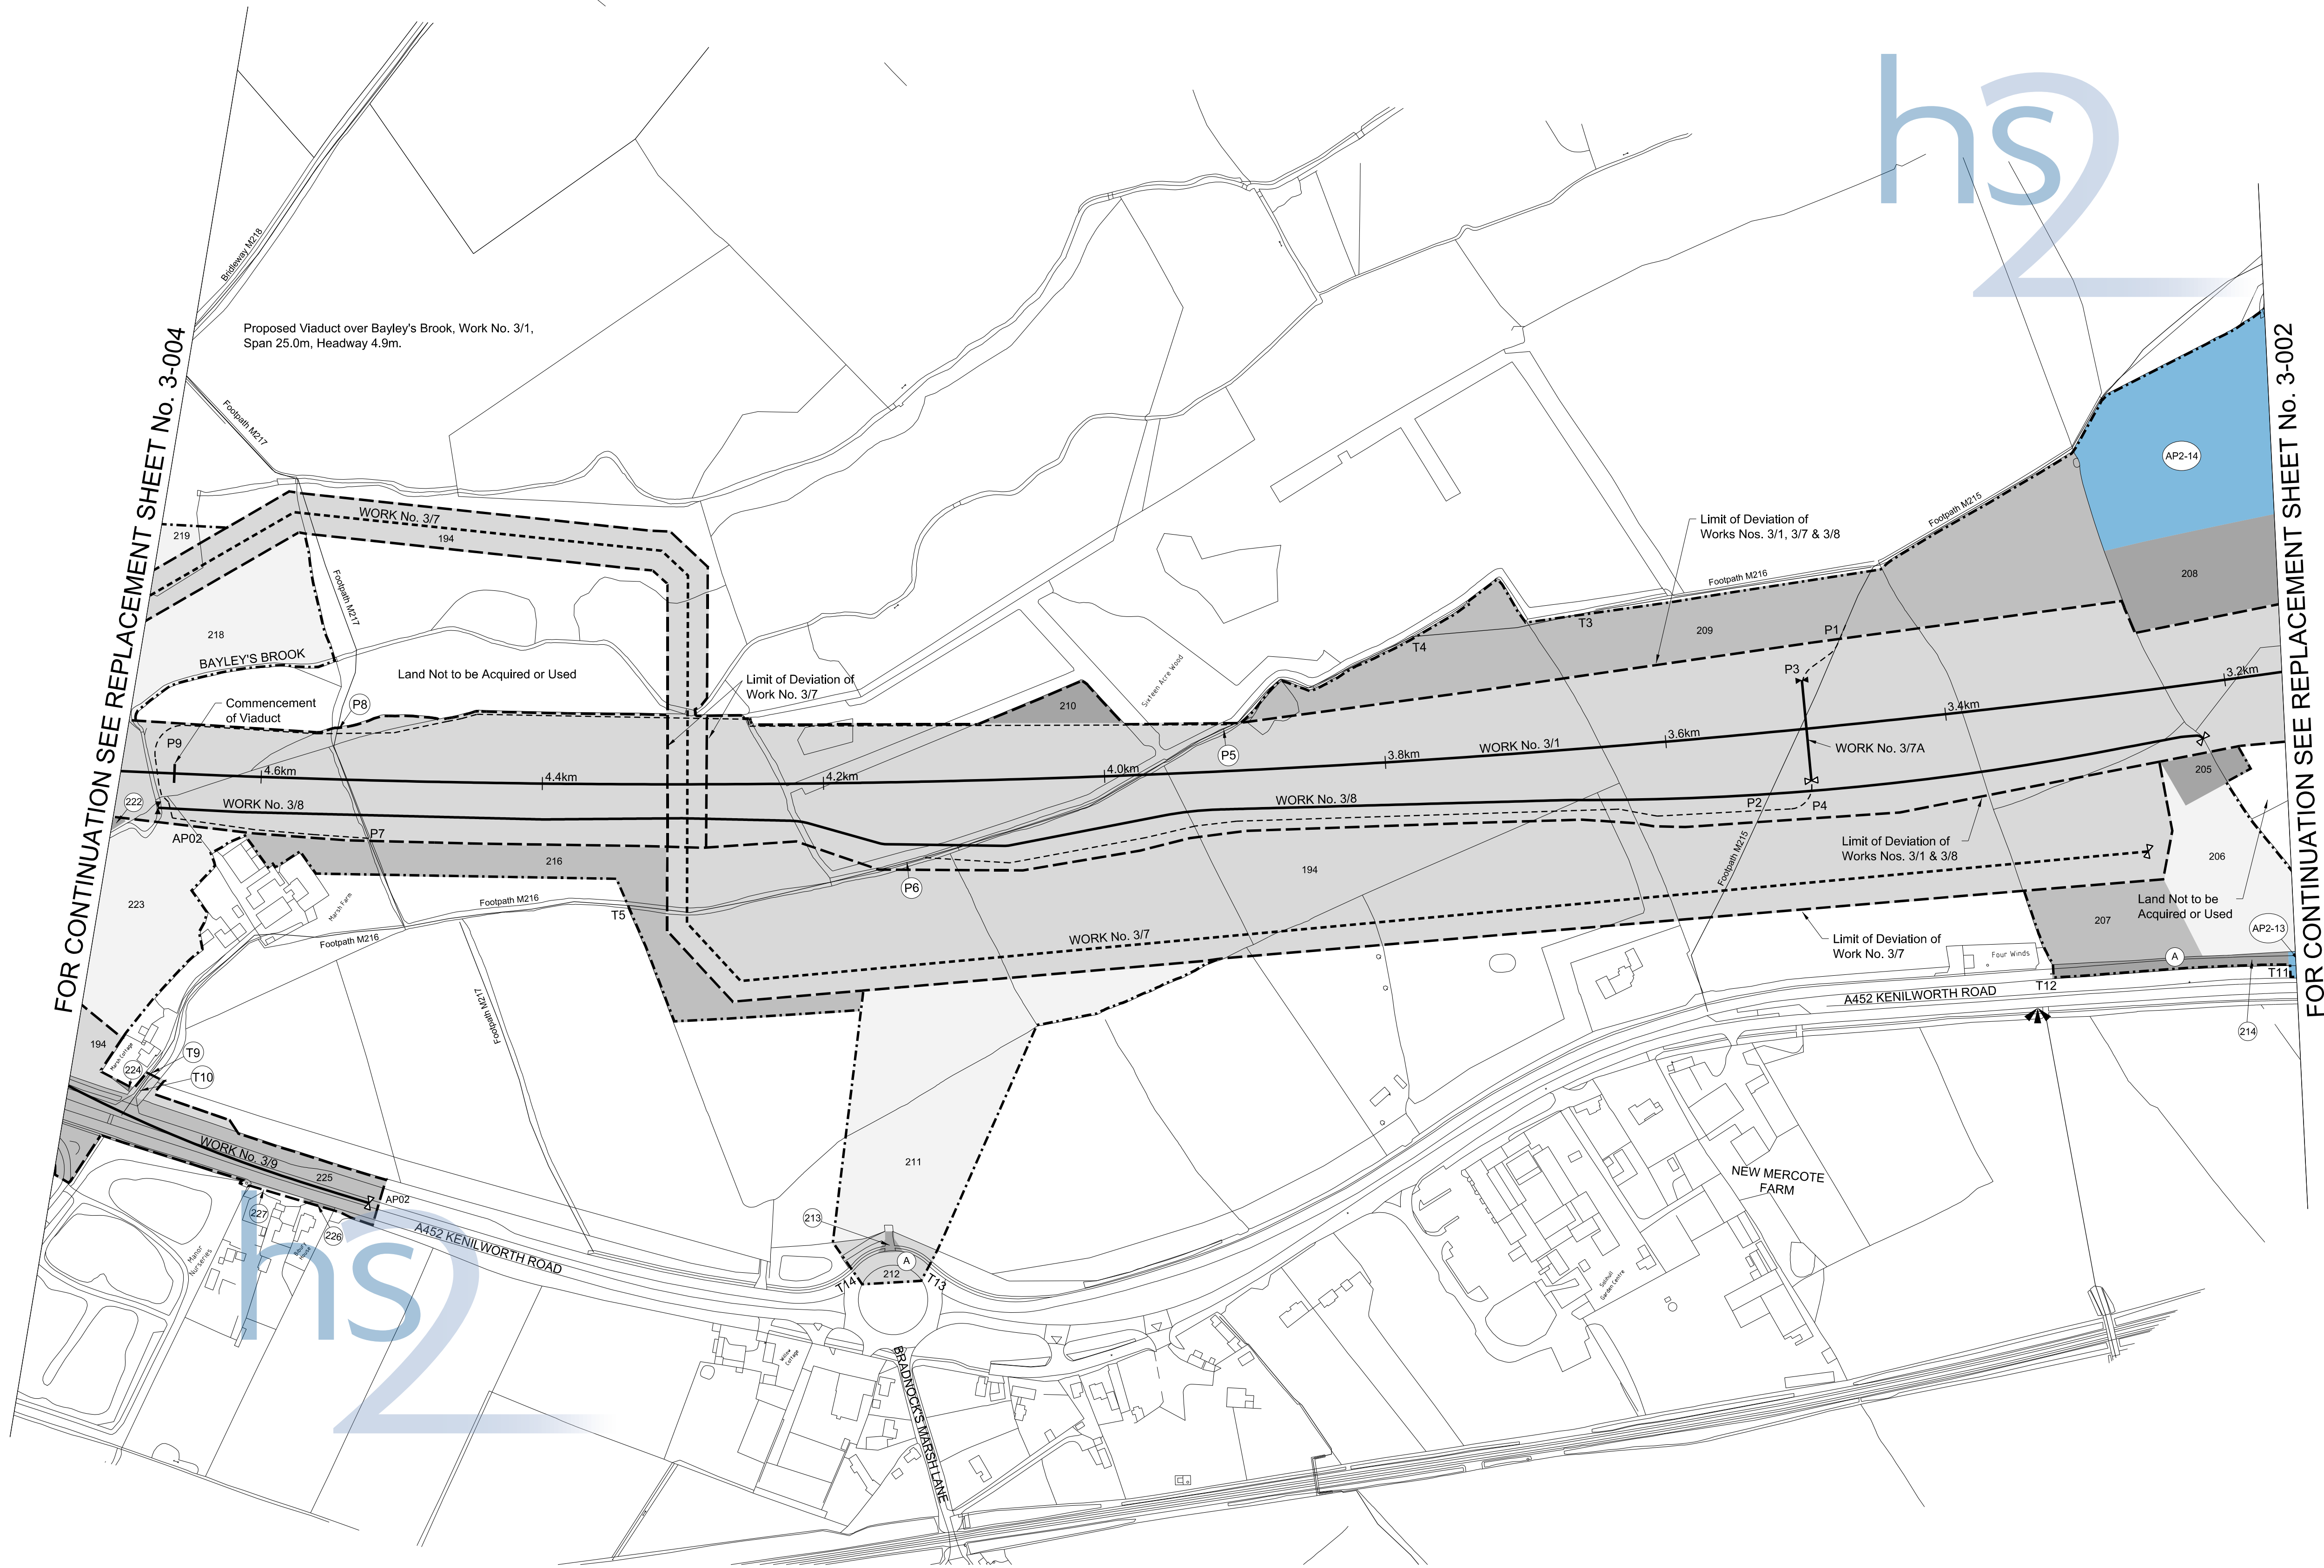 hs2
FOR CONTINUATION SEE REPLACEMENT SHEET No. 3-004
FOR CONTINUATION SEE REPLACEMENT SHEET No. 3-002
Bridleway M218
Proposed Viaduct over Bayley's Brook, Work No. 3/1,
Span 25.0m, Headway 4.9m.
Footpath M217
AP2-14
WORK No. 3/7
194
219
Footpath M217
218
BAYLEY'S BROOK
Land Not to be Acquired or Used
Commencement
of Viaduct
P8
P9
Limit of Deviation of
Work No. 3/7
210
Sixteen Acre Wood
P5
T4
T3
Footpath M216
Limit of Deviation of
Works Nos. 3/1, 3/7 & 3/8
Footpath M215
209
P1
P3
208
3.2km
3.4km
3.6km
3.8km
4.0km
4.2km
4.4km
4.6km
WORK No. 3/1
WORK No. 3/7A
205
222
WORK No. 3/8
WORK No. 3/8
P2
P4
AP02
P7
216
P6
194
Footpath M215
Limit of Deviation of
Works Nos. 3/1 & 3/8
206
Land Not to be
Acquired or Used
207
AP2-13
223
Marsh Farm
Footpath M216
Footpath M216
T5
WORK No. 3/7
Limit of Deviation of
Work No. 3/7
Four Winds
A
T11
T12
A452 KENILWORTH ROAD
214
Footpath M217
194
Marsh Cottage
224
T9
T10
WORK No. 3/9
225
AP02
227
226
A452 KENILWORTH ROAD
Manor
Nurseries
hs2
211
213
A
212
T14
T13
NEW MERCOTE
FARM
Solihull
Garden Centre
Willow
Cottage
BRADNOCK'S MARSH LANE